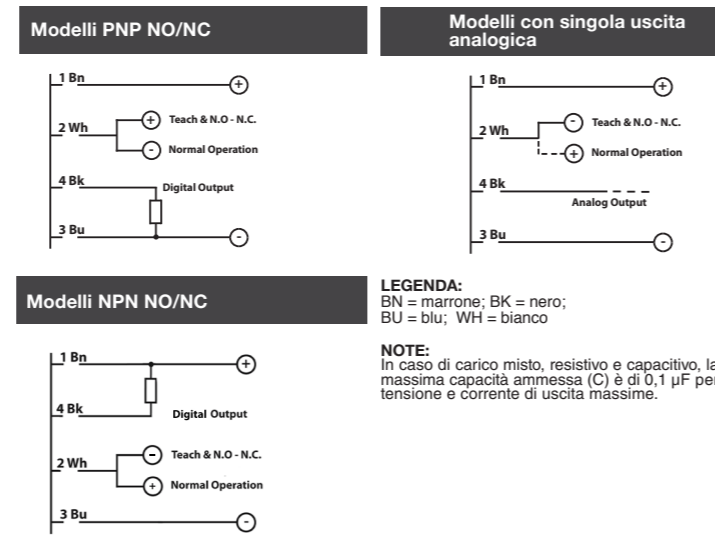 Modelli PNP NO/NC
1 Bn
+
2 Wh
+ Teach & N.O - N.C.
- Normal Operation
4 Bk
Digital Output
3 Bu
-
Modelli con singola uscita
analogica
1 Bn
+
2 Wh
- Teach & N.O - N.C.
+ Normal Operation
4 Bk
Analog Output
3 Bu
-
Modelli NPN NO/NC
1 Bn
+
4 Bk
Digital Output
2 Wh
- Teach & N.O - N.C.
+ Normal Operation
3 Bu
-
LEGENDA:
BN = marrone; BK = nero;
BU = blu; WH = bianco
NOTE:
In caso di carico misto, resistivo e capacitivo, la
massima capacità ammessa (C) è di 0,1 μF per
tensione e corrente di uscita massime.